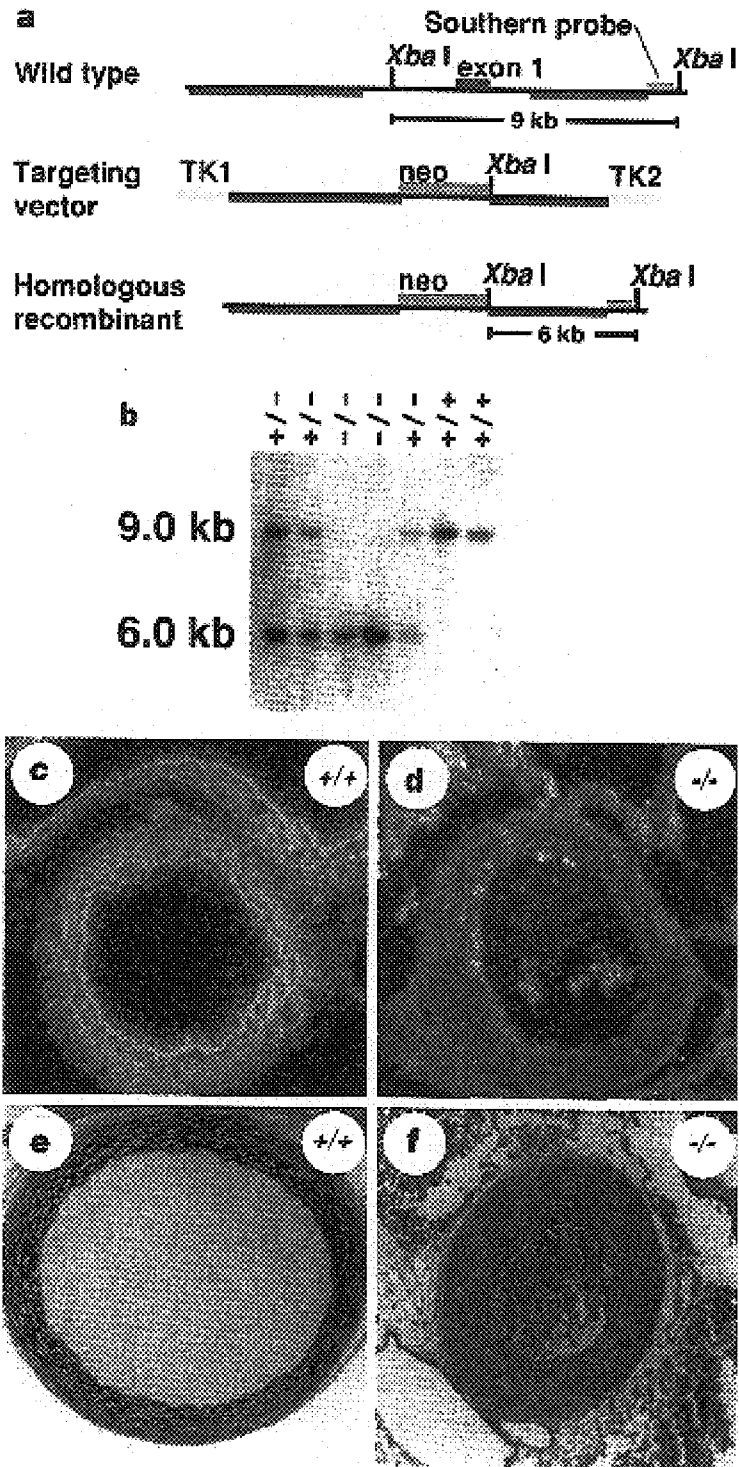 a
Southern probe
Wild type
Xba I
exon 1
Xba I
9 kb
Targeting
vector
TK1
neo
Xba I
TK2
Homologous
recombinant
neo
Xba I
Xba I
6 kb
b
+/- +/- -/- -/- +/- +/+ +/+
9.0 kb
6.0 kb
c
+/+
d
-/-
e
+/+
f
-/-